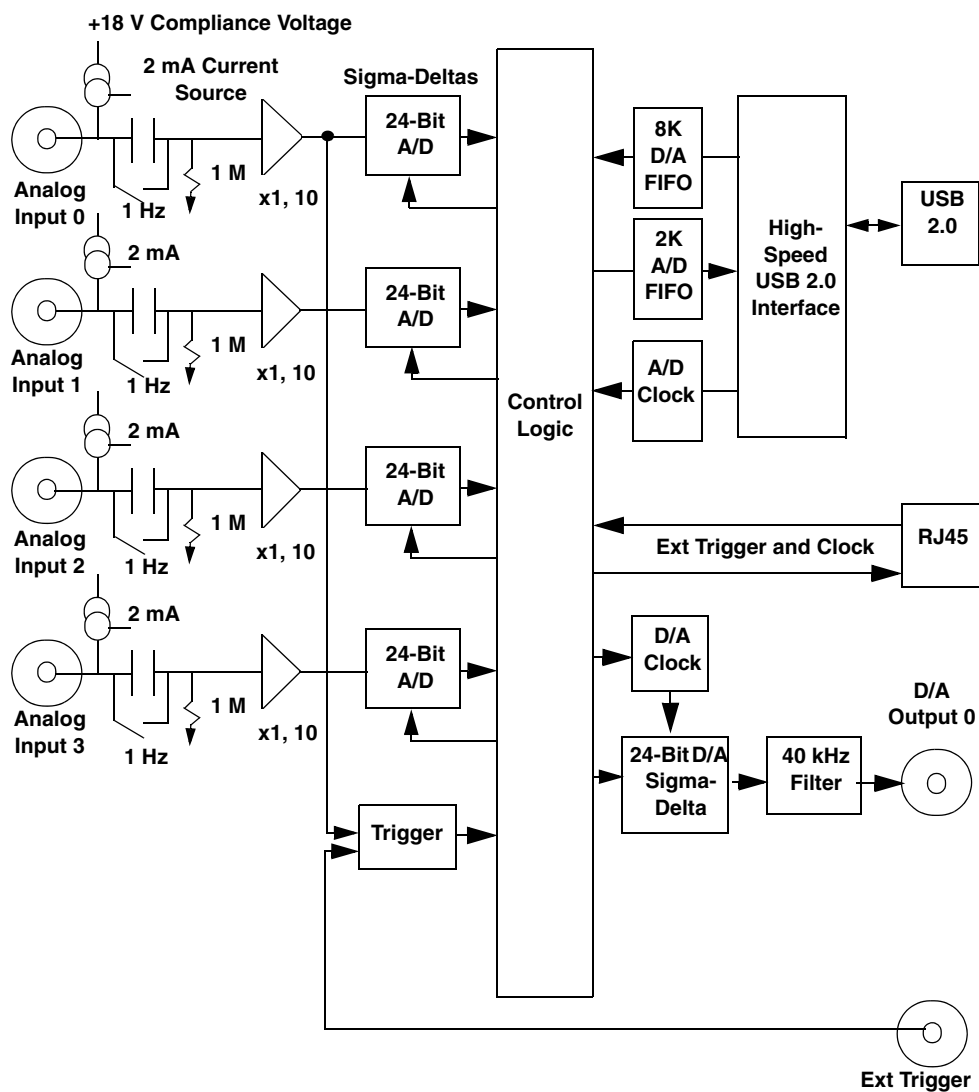 +18 V Compliance Voltage
2 mA Current
Source
Sigma-Deltas
24-Bit
A/D
1 M
x1, 10
1 Hz
Analog
Input 0
2 mA
24-Bit
A/D
1 M
x1, 10
1 Hz
Analog
Input 1
2 mA
24-Bit
A/D
1 M
x1, 10
1 Hz
Analog
Input 2
2 mA
24-Bit
A/D
1 M
x1, 10
1 Hz
Analog
Input 3
Trigger
Control
Logic
8K
D/A
FIFO
2K
A/D
FIFO
A/D
Clock
High-
Speed
USB 2.0
Interface
USB
2.0
RJ45
Ext Trigger and Clock
D/A
Clock
24-Bit D/A
Sigma-
Delta
40 kHz
Filter
D/A
Output 0
Ext Trigger